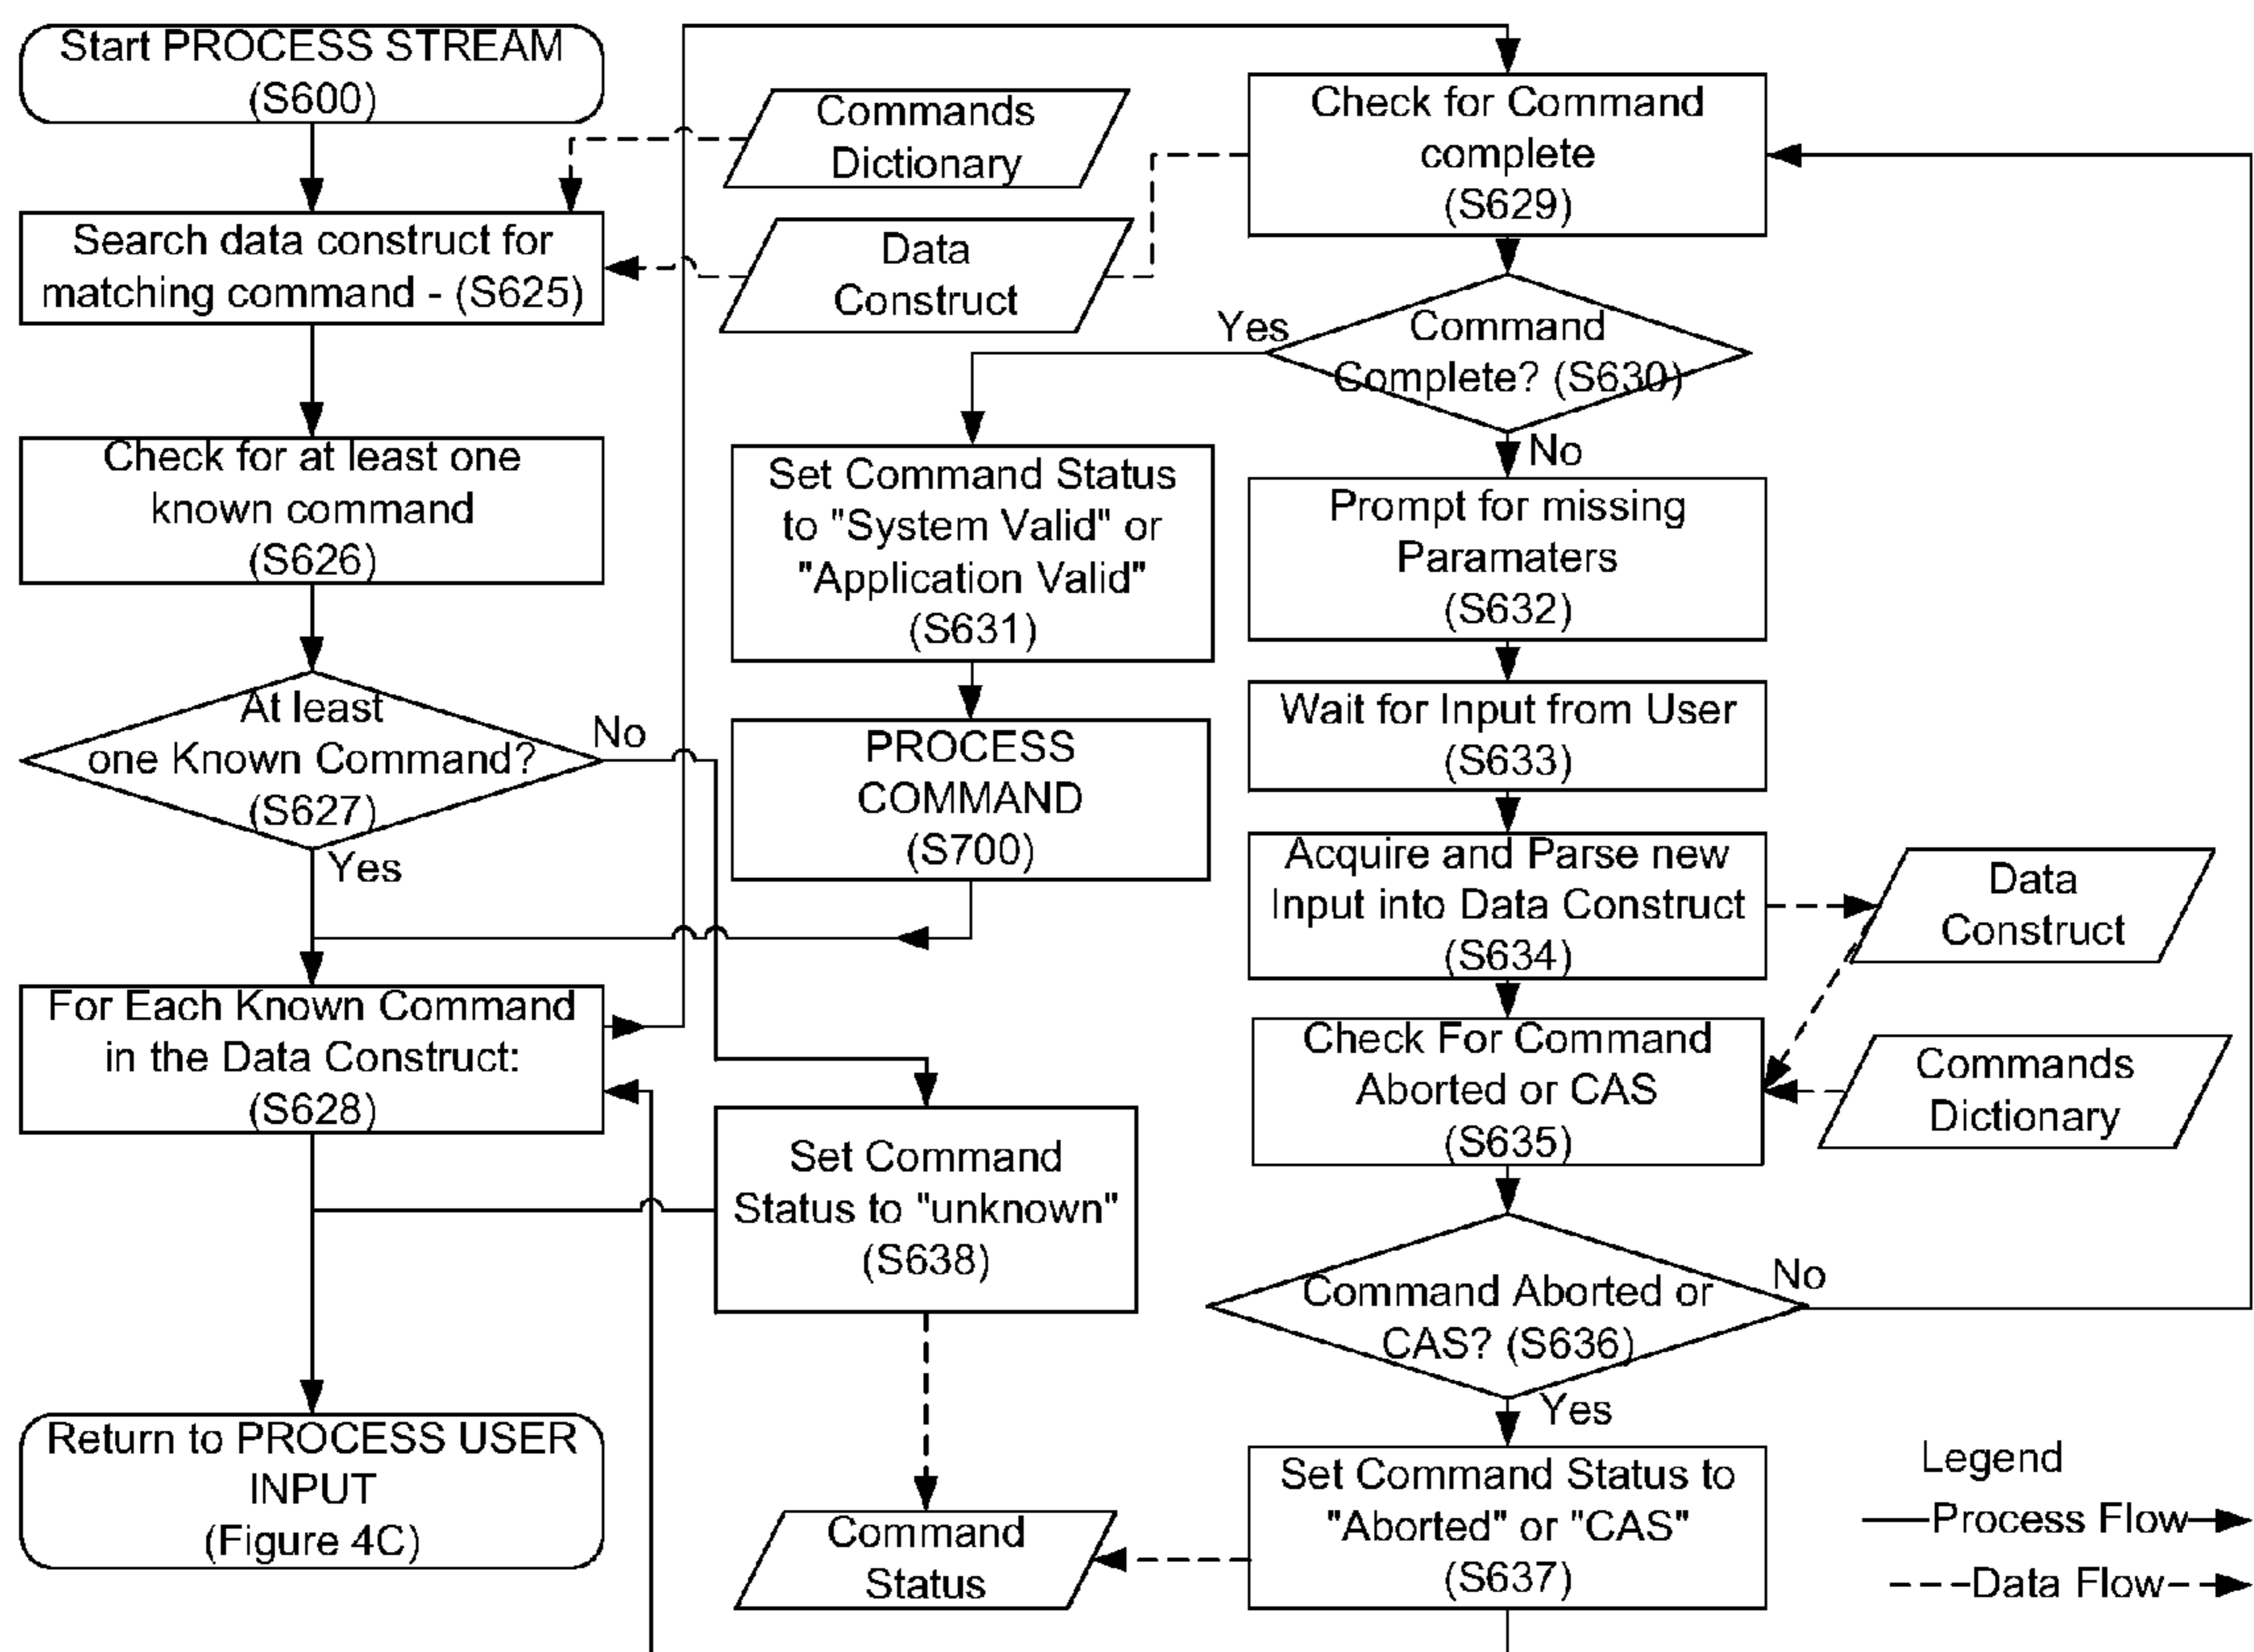 Start PROCESS STREAM
(S600)
Search data construct for
matching command - (S625)
Check for at least one
known command
(S626)
At least
one Known Command?
(S627)
No
Yes
For Each Known Command
in the Data Construct:
(S628)
Return to PROCESS USER
INPUT
(Figure 4C)
Commands
Dictionary
Data
Construct
Set Command Status
to "System Valid" or
"Application Valid"
(S631)
PROCESS
COMMAND
(S700)
Set Command
Status to "unknown"
(S638)
Command
Status
Check for Command
complete
(S629)
Yes
Command
Complete? (S630)
No
Prompt for missing
Paramaters
(S632)
Wait for Input from User
(S633)
Acquire and Parse new
Input into Data Construct
(S634)
Check For Command
Aborted or CAS
(S635)
Command Aborted or
CAS? (S636)
No
Yes
Set Command Status to
"Aborted" or "CAS"
(S637)
Data
Construct
Commands
Dictionary
Legend
Process Flow
Data Flow